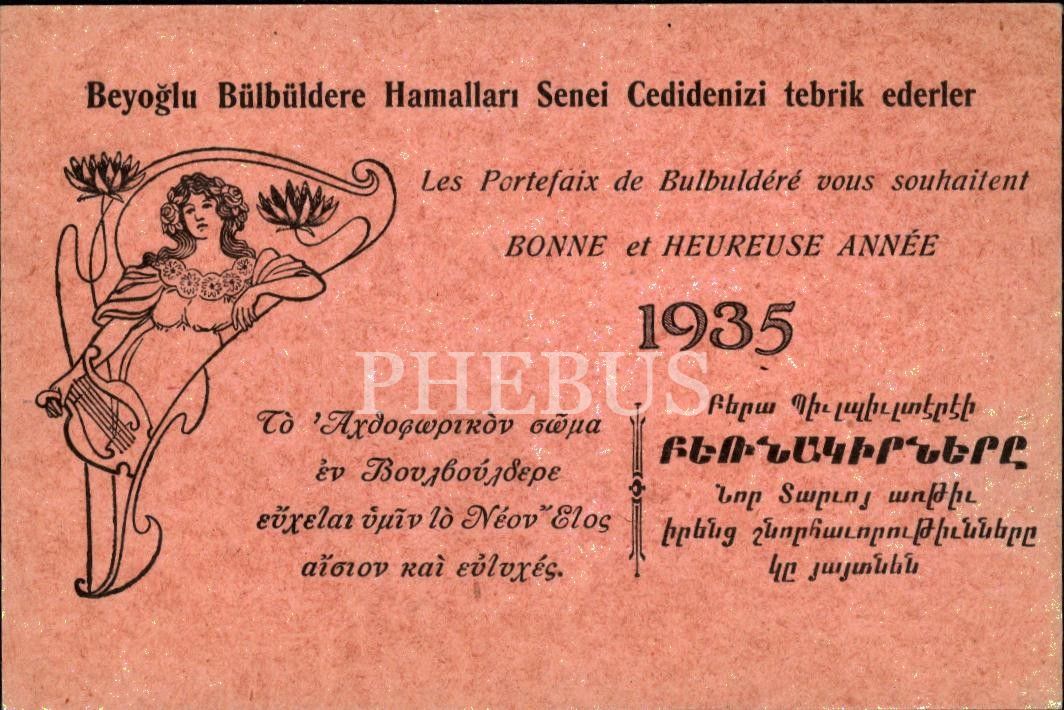 Beyoğlu Bülbüldere Hamalları Senei Cedidenizi tebrik ederler
Les Portefaix de Bulbuldéré vous souhaitent
BONNE et HEUREUSE ANNÉE
1935
PHEBUS
Τὸ Ἀχθοφωρικὸν σῶμα
ἐν Βουλβούλδερε
εὔχεται ὑμῖν τὸ Νέον Ἔτος
αἴσιον καὶ εὐτυχές.
Բերա Պիւլպիւլտէրէի
ԲԵՌՆԱԿԻՐՆԵՐԸ
Նոր Տարւոյ առթիւ
իրենց շնորհաւորութիւնները
կը յայտնեն